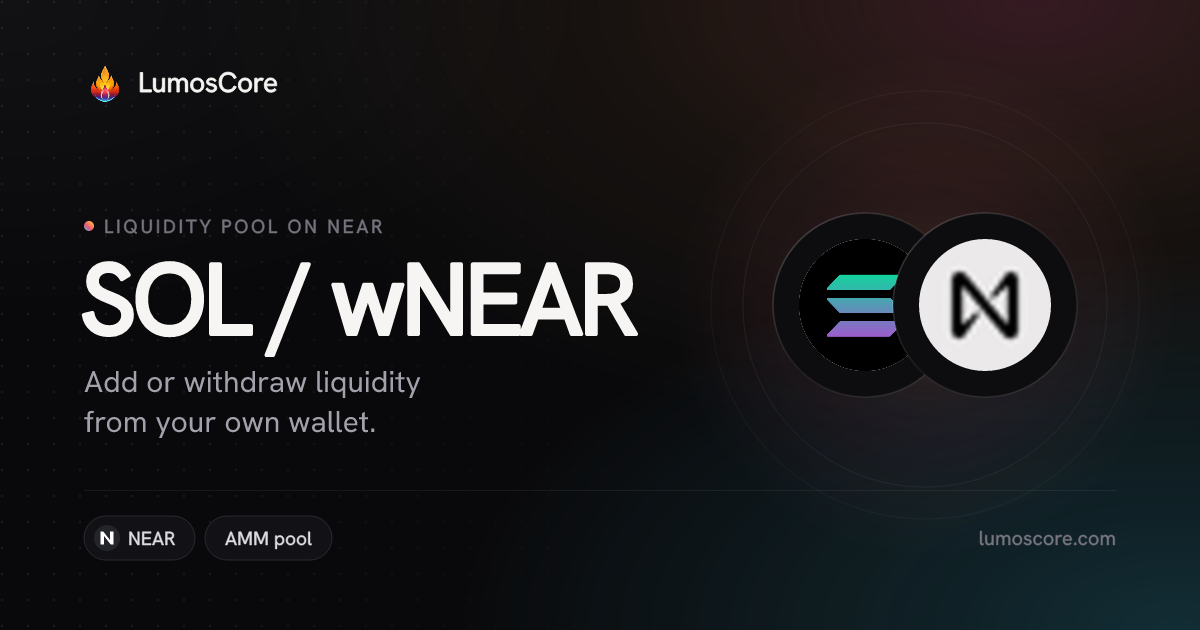 LumosCore
LIQUIDITY POOL ON NEAR
SOL / wNEAR
Add or withdraw liquidity
from your own wallet.
NEAR
AMM pool
lumoscore.com